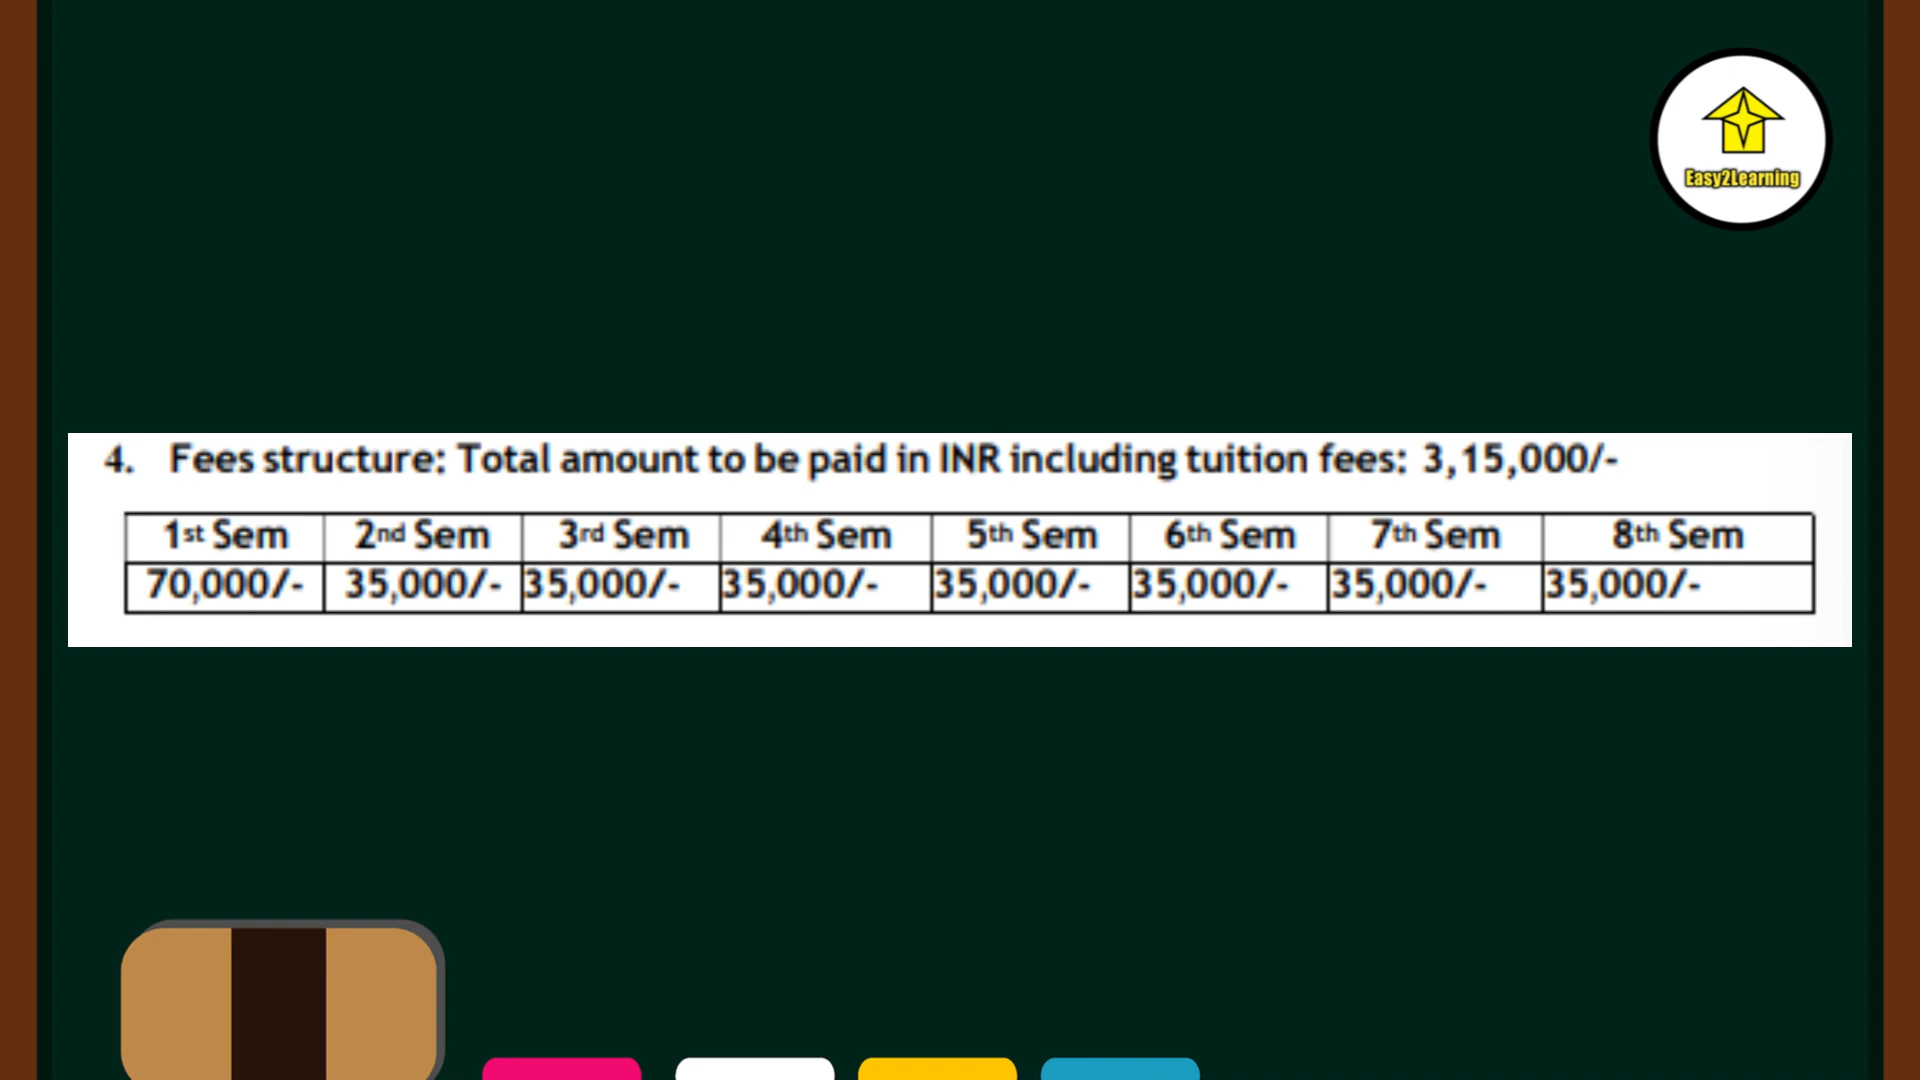 Easy2Learning
4. Fees structure: Total amount to be paid in INR including tuition fees: 3,15,000/-
1st Sem 2nd Sem 3rd Sem 4th Sem 5th Sem 6th Sem 7th Sem 8th Sem
70,000/- 35,000/- 35,000/- 35,000/- 35,000/- 35,000/- 35,000/- 35,000/-